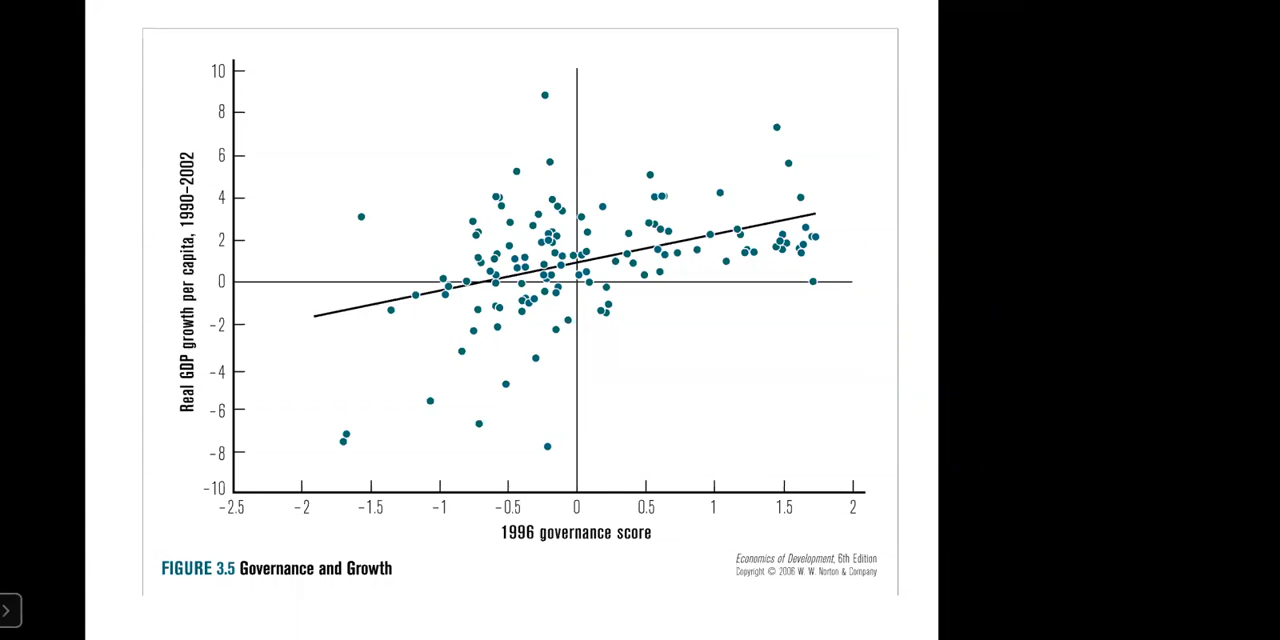 10
8
6
4
2
0
−2
−4
−6
−8
−10
Real GDP growth per capita, 1990–2002
−2.5 −2 −1.5 −1 −0.5 0 0.5 1 1.5 2
1996 governance score
FIGURE 3.5 Governance and Growth
Economics of Development, 6th Edition
Copyright © 2006 W. W. Norton & Company